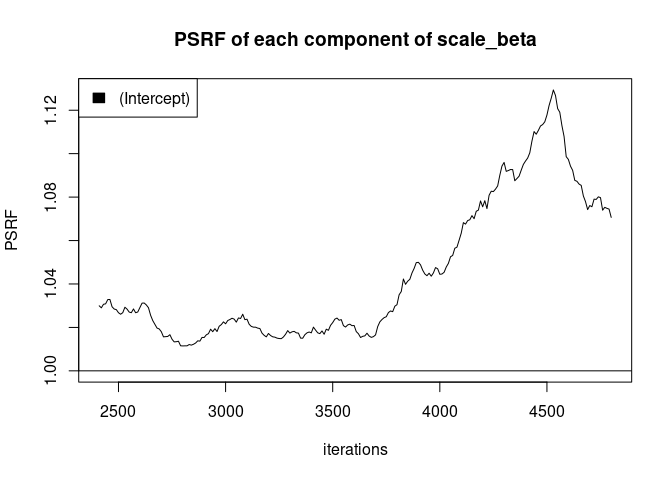 PSRF of each component of scale_beta
(Intercept)
PSRF
1.12
1.08
1.04
1.00
2500 3000 3500 4000 4500
iterations